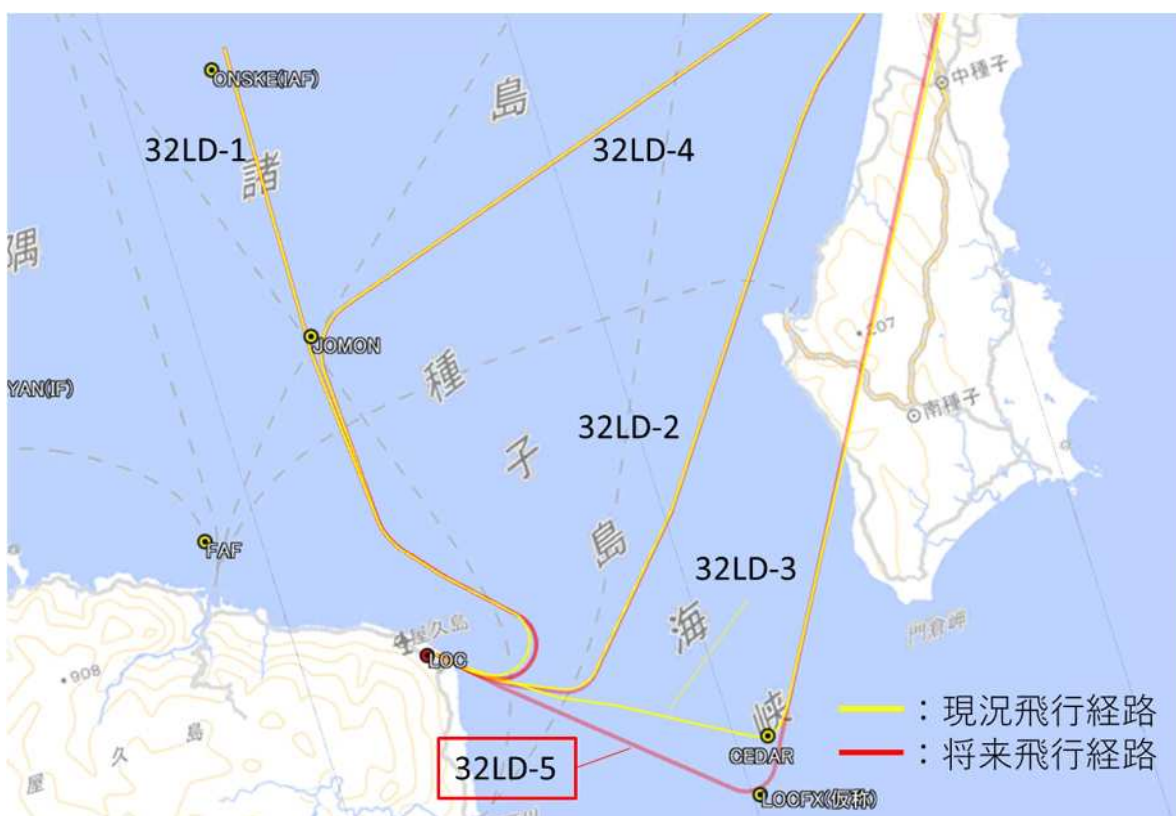 ONSKE(IAF)
中種子
島
32LD-1
32LD-4
諸
隅
207
JOMON
種
YAN(IF)
南種子
32LD-2
子
島
FAF
32LD-3
海
屋久島
門倉岬
LOC
908
峡
━━ : 現況飛行経路
島
久
CEDAR
━━ : 将来飛行経路
32LD-5
屋
LOCFX(仮称)